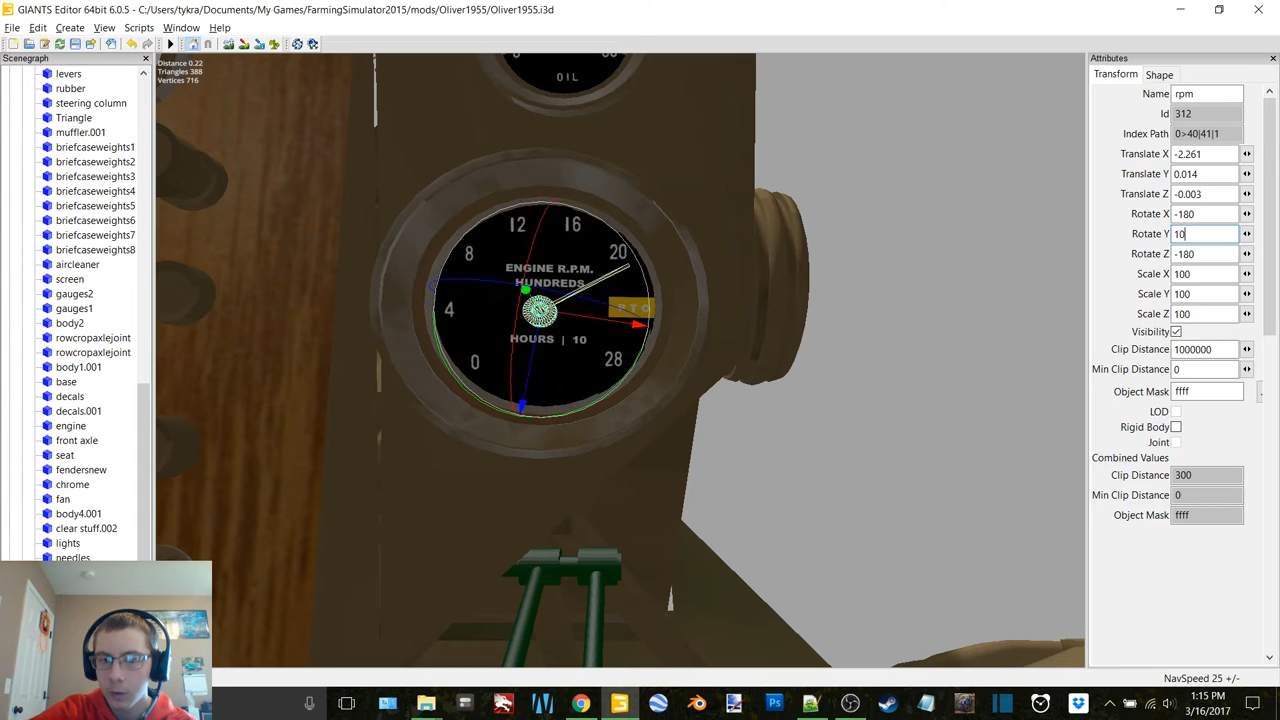 GIANTS Editor 64bit 6.0.5 - C:/Users/tykra/Documents/My Games/FarmingSimulator2015/mods/Oliver1955/Oliver1955.i3d
File Edit Create View Scripts Window Help
Scenegraph
levers
rubber
steering column
Triangle
muffler.001
briefcaseweights1
briefcaseweights2
briefcaseweights3
briefcaseweights4
briefcaseweights5
briefcaseweights6
briefcaseweights7
briefcaseweights8
aircleaner
screen
gauges2
gauges1
body2
rowcropaxlejoint
rowcropaxlejoint
body1.001
base
decals
decals.001
engine
front axle
seat
fendersnew
chrome
fan
body4.001
clear stuff.002
lights
needles
Distance 0.22
Triangles 388
Vertices 716
OIL
12 16
8 20
ENGINE R.P.M.
HUNDREDS
4 PTO
HOURS | 10
0 28
Attributes
Transform Shape
Name rpm
Id 312
Index Path 0>40|41|1
Translate X -2.261
Translate Y 0.014
Translate Z -0.003
Rotate X -180
Rotate Y 10
Rotate Z -180
Scale X 100
Scale Y 100
Scale Z 100
Visibility
Clip Distance 1000000
Min Clip Distance 0
Object Mask ffff
LOD
Rigid Body
Joint
Combined Values
Clip Distance 300
Min Clip Distance 0
Object Mask ffff
NavSpeed 25 +/-
1:15 PM
3/16/2017